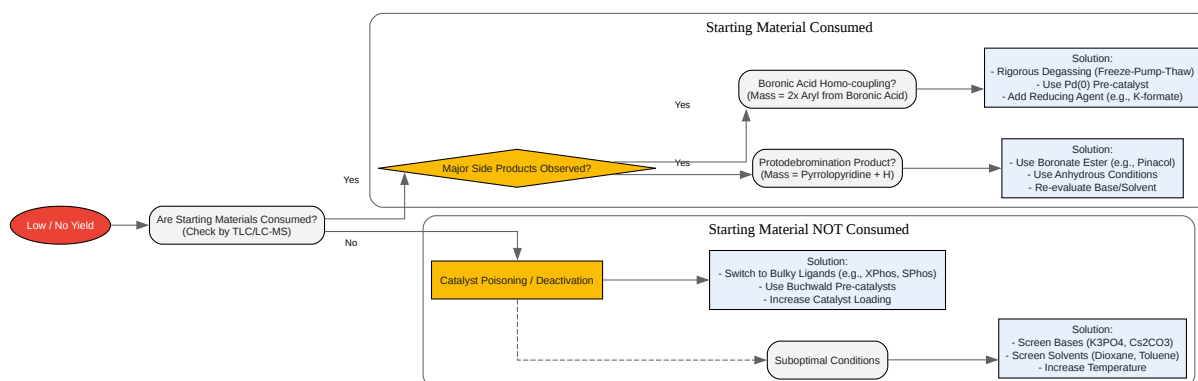 Starting Material Consumed
Boronic Acid Homo-coupling?
(Mass = 2x Aryl from Boronic Acid)
Solution:
- Rigorous Degassing (Freeze-Pump-Thaw)
- Use Pd(0) Pre-catalyst
- Add Reducing Agent (e.g., K-formate)
Yes
Major Side Products Observed?
Yes
Protodebromination Product?
(Mass = Pyrrolopyridine + H)
Solution:
- Use Boronate Ester (e.g., Pinacol)
- Use Anhydrous Conditions
- Re-evaluate Base/Solvent
Yes
Low / No Yield
Are Starting Materials Consumed?
(Check by TLC/LC-MS)
No
Starting Material NOT Consumed
Catalyst Poisoning / Deactivation
Solution:
- Switch to Bulky Ligands (e.g., XPhos, SPhos)
- Use Buchwald Pre-catalysts
- Increase Catalyst Loading
Suboptimal Conditions
Solution:
- Screen Bases (K3PO4, Cs2CO3)
- Screen Solvents (Dioxane, Toluene)
- Increase Temperature